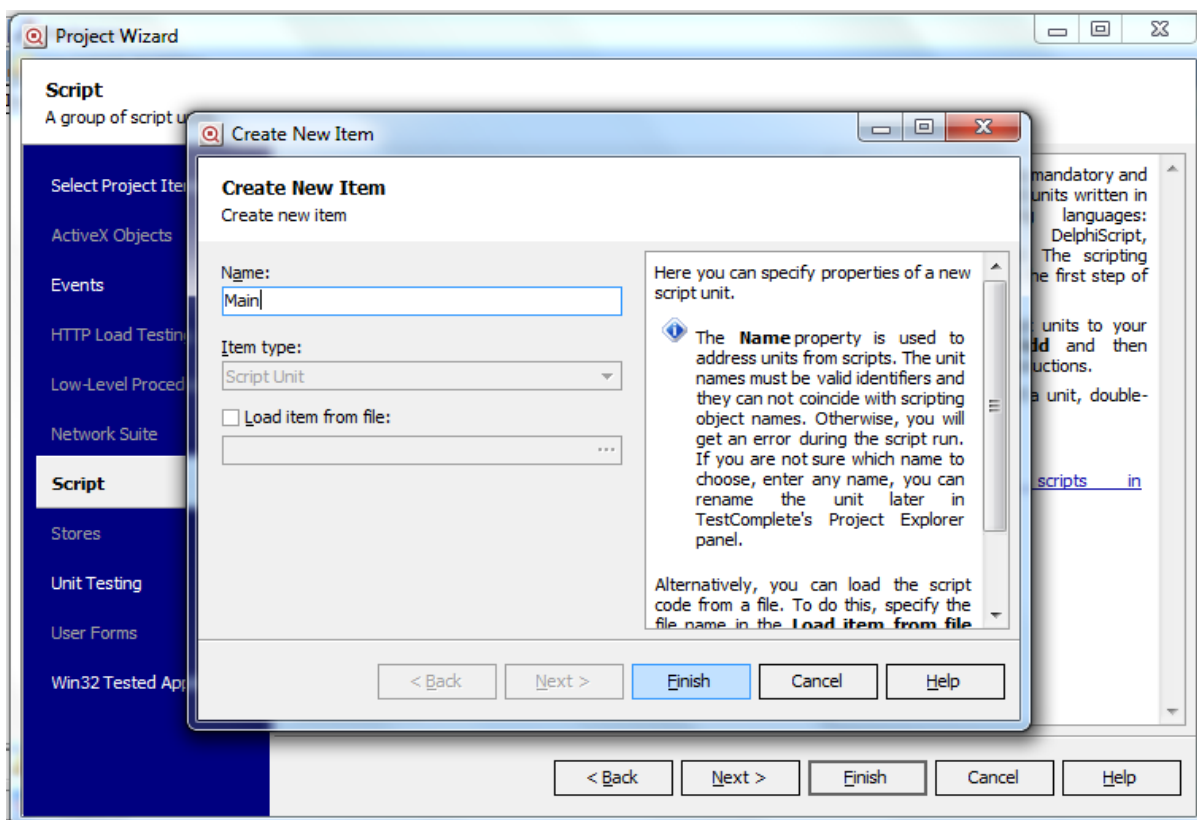 Project Wizard
Script
A group of script
Create New Item
Create New Item
Create new item
Select Project
ActiveX Objects
Events
HTTP Load
Low-Level
Network Suite
Script
Stores
Unit Testing
User Forms
Win32 Tested
Name:
Main
Item type:
Script Unit
Load item from file:
...
Here you can specify properties of a new
script unit.
The Name property is used to
address units from scripts. The unit
names must be valid identifiers and
they can not coincide with scripting
object names. Otherwise, you will
get an error during the script run.
If you are not sure which name to
choose, enter any name, you can
rename the unit later in
TestComplete's Project Explorer
panel.
Alternatively, you can load the script
code from a file. To do this, specify the
file name in the Load item from file
< Back
Next >
Finish
Cancel
Help
mandatory and
units written in
languages:
DelphiScript,
The scripting
first step of
units to your
and then
a unit, double-
scripts in
< Back
Next >
Finish
Cancel
Help